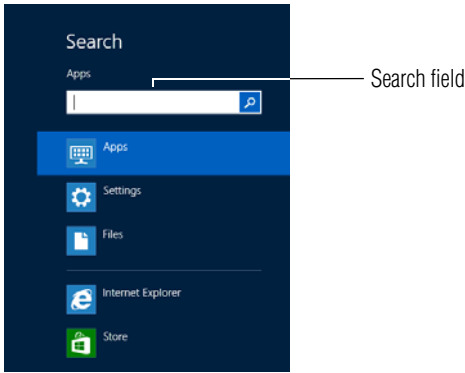 Search
Apps
Search field
Apps
Settings
Files
Internet Explorer
Store